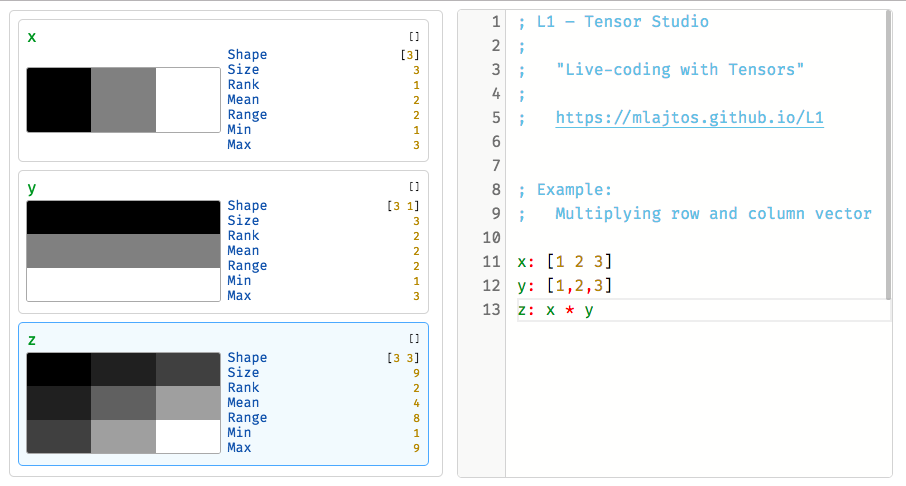 x []
Shape [3]
Size 3
Rank 1
Mean 2
Range 2
Min 1
Max 3
y []
Shape [3 1]
Size 3
Rank 2
Mean 2
Range 2
Min 1
Max 3
z []
Shape [3 3]
Size 9
Rank 2
Mean 4
Range 8
Min 1
Max 9
1 ; L1 — Tensor Studio
2 ;
3 ;   "Live-coding with Tensors"
4 ;
5 ;   https://mlajtos.github.io/L1
6
7
8 ; Example:
9 ;   Multiplying row and column vector
10
11 x: [1 2 3]
12 y: [1,2,3]
13 z: x * y